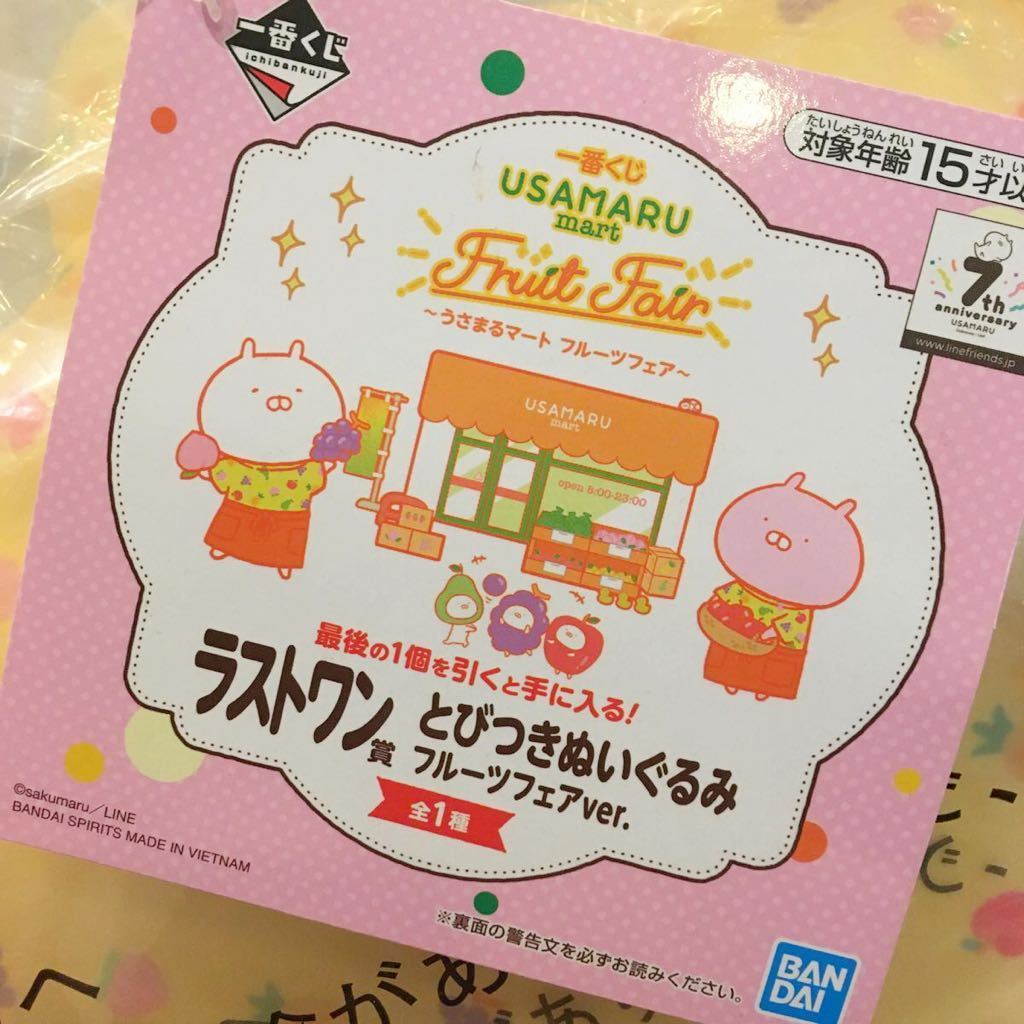 一番くじ
ichibankuji
たいしょうねんれい さい い
対象年齢 15才以
一番くじ
USAMARU
mart
Fruit Fair
~うさまるマート フルーツフェア~
7th
anniversary
USAMARU
www.linefriends.jp
USAMARU
mart
open 8:00-23:00
最後の1個を引くと手に入る!
ラストワン賞 とびつきぬいぐるみ
フルーツフェアver.
全1種
©sakumaru/LINE
BANDAI SPIRITS MADE IN VIETNAM
※裏面の警告文を必ずお読みください。
BAN
DAI